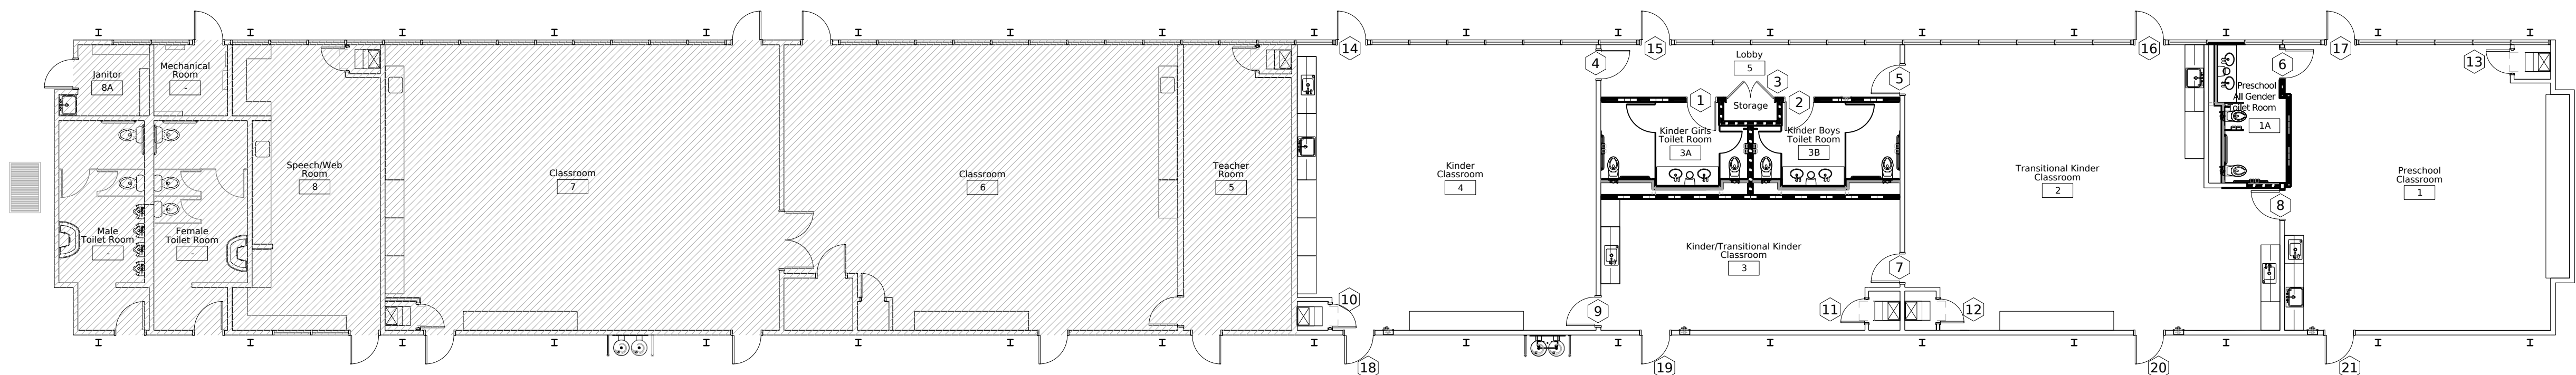 Janitor
8A
Mechanical
Room
-
Male
Toilet Room
-
Female
Toilet Room
-
Speech/Web
Room
8
Classroom
7
Classroom
6
Teacher
Room
5
14
10
18
Kinder
Classroom
4
4
9
15
19
Lobby
5
3
1
Storage
2
Kinder Girls
Toilet Room
3A
Kinder Boys
Toilet Room
3B
Kinder/Transitional Kinder
Classroom
3
5
7
11
12
Transitional Kinder
Classroom
2
16
20
Preschool
All Gender
Toilet Room
1A
6
8
17
21
13
Preschool
Classroom
1